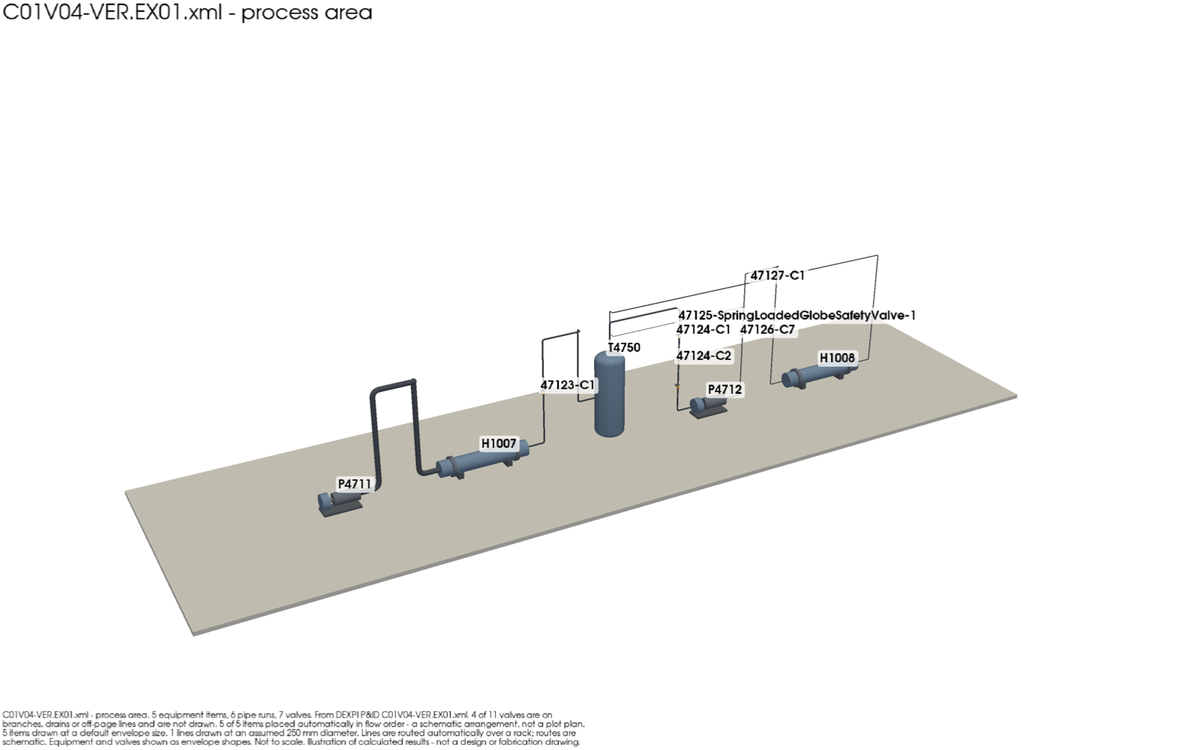 C01V04-VER.EX01.xml - process area
47127-C1
47125-SpringLoadedGlobeSafetyValve-1
47124-C1
47126-C7
T4750
47124-C2
H1008
47123-C1
P4712
H1007
P4711
C01V04-VER.EX01.xml - process area. 5 equipment items, 6 pipe runs, 7 valves. From DEXPI P&ID C01V04-VER.EX01.xml. 4 of 11 valves are on
branches, drains or off-page lines and are not drawn. 5 of 5 items placed automatically in flow order - a schematic arrangement, not a plot plan.
5 items drawn at a default envelope size. 1 lines drawn at an assumed 250 mm diameter. Lines are routed automatically over a rack; routes are
schematic. Equipment and valves shown as envelope shapes. Not to scale. Illustration of calculated results - not a design or fabrication drawing.